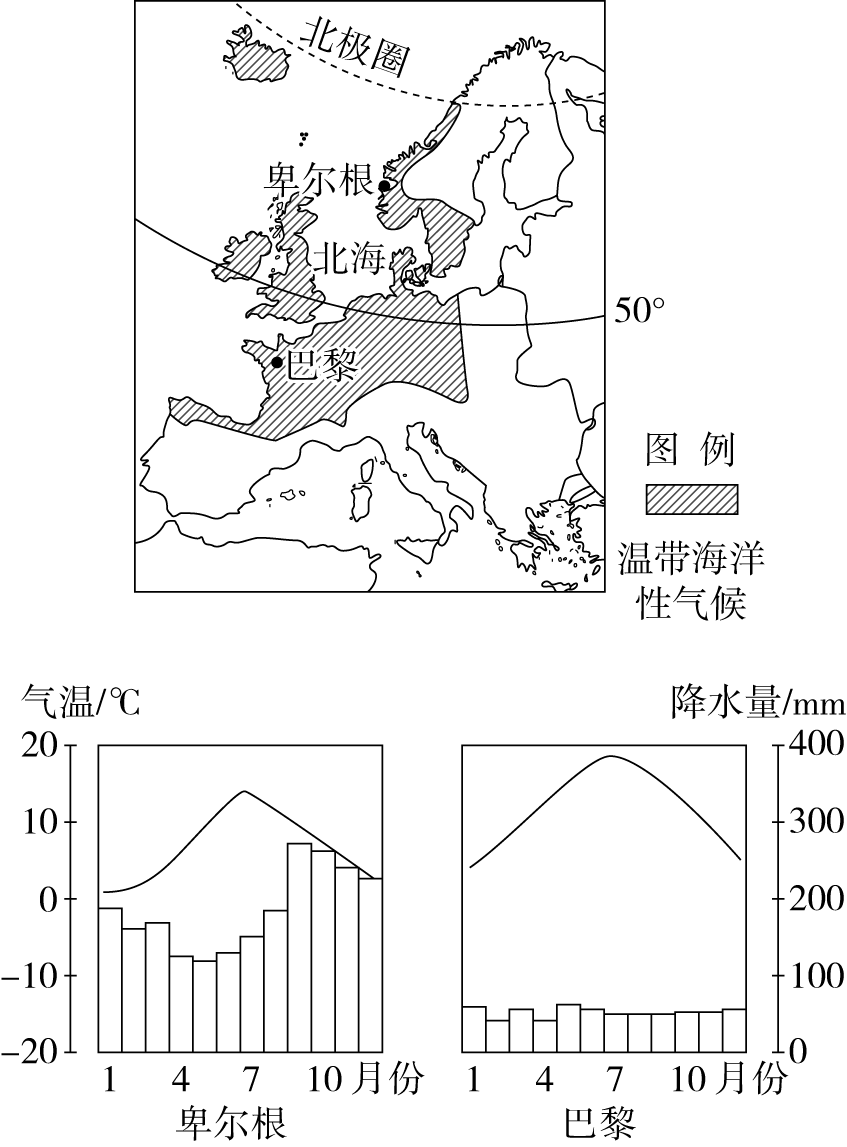 北极圈
卑尔根
北海
50°
巴黎
图 例
温带海洋
性气候
气温/℃
降水量/mm
20
10
0
-10
-20
400
300
200
100
0
1 4 7 10 月份
1 4 7 10 月份
卑尔根
巴黎